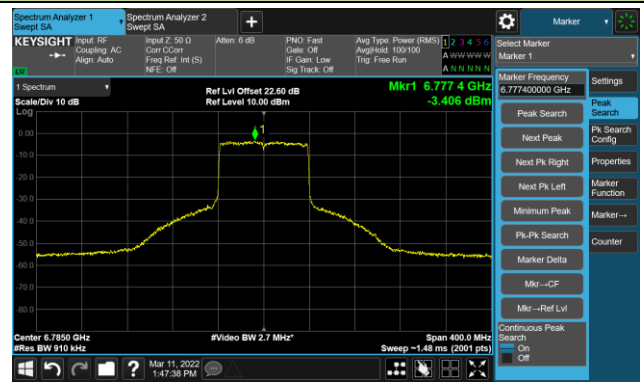 Spectrum Analyzer 1
Swept SA
Spectrum Analyzer 2
Swept SA
+
Marker
KEYSIGHT
Input: RF
Coupling: AC
Align: Auto
Input Z: 50 Ω
Corr CCorr
Freq Ref: Int (S)
NFE: Off
Atten: 6 dB
PNO: Fast
Gate: Off
IF Gain: Low
Sig Track: Off
Avg Type: Power (RMS)
Avg|Hold: 100/100
Trig: Free Run
1 2 3 4 5 6
A W W W W W
A N N N N N
LV
Select Marker
Marker 1
1 Spectrum
Scale/Div 10 dB
Log
Ref Lvl Offset 22.60 dB
Ref Level 10.00 dBm
Mkr1 6.777 4 GHz
-3.406 dBm
1
0.00
-10.0
-20.0
-30.0
-40.0
-50.0
-60.0
-70.0
-80.0
Center 6.7850 GHz
#Res BW 910 kHz
#Video BW 2.7 MHz*
Span 400.0 MHz
Sweep ~1.48 ms (2001 pts)
Marker Frequency
6.777400000 GHz
Peak Search
Next Peak
Next Pk Right
Next Pk Left
Minimum Peak
Pk-Pk Search
Marker Delta
Mkr→CF
Mkr→Ref Lvl
Continuous Peak
Search
On
Off
Settings
Peak
Search
Pk Search
Config
Properties
Marker
Function
Marker→
Counter
?
Mar 11, 2022
1:47:38 PM